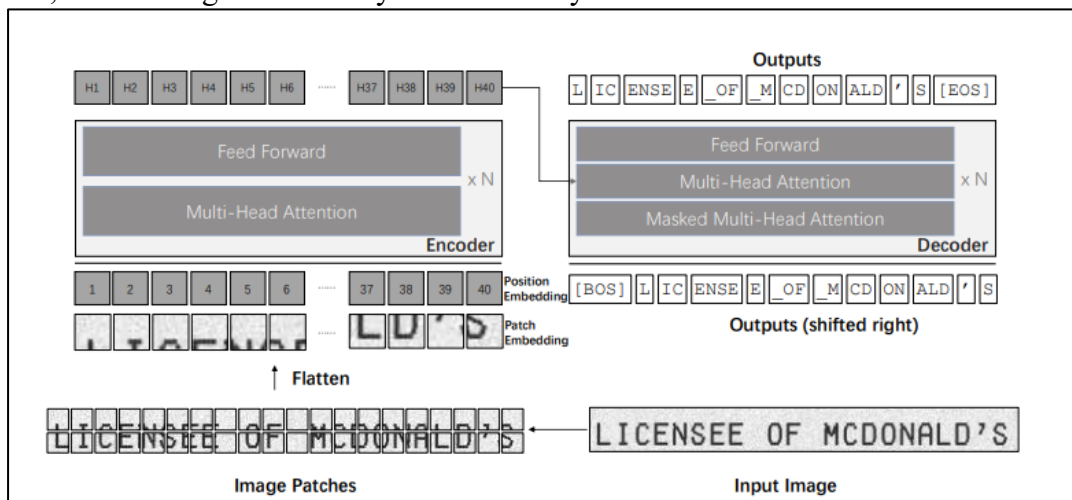 Outputs
H1 H2 H3 H4 H5 H6 ...... H37 H38 H39 H40
L IC ENSE E _OF _M CD ON ALD ' S [EOS]
Feed Forward
Multi-Head Attention
x N
Encoder
Feed Forward
Multi-Head Attention
Masked Multi-Head Attention
x N
Decoder
1 2 3 4 5 6 ...... 37 38 39 40
Position
Embedding
[BOS] L IC ENSE E _OF _M CD ON ALD ' S
LICENSE ...... LD'S
Patch
Embedding
Outputs (shifted right)
Flatten
LICENSEE OF MCDONALD'S
LICENSEE OF MCDONALD'S
Image Patches
Input Image